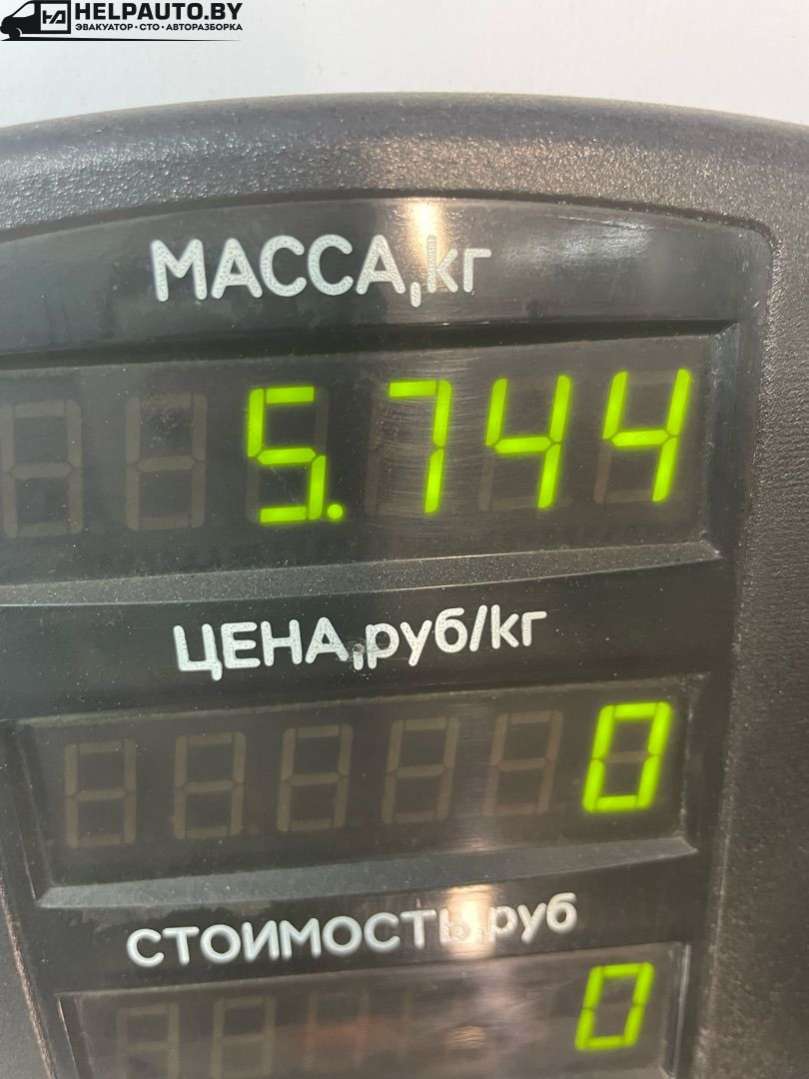 HELPAUTO.BY
ЭВАКУАТОР • СТО • АВТОРАЗБОРКА
МАССА,кг
5.744
ЦЕНА,руб/кг
0
СТОИМОСТЬ,руб
0